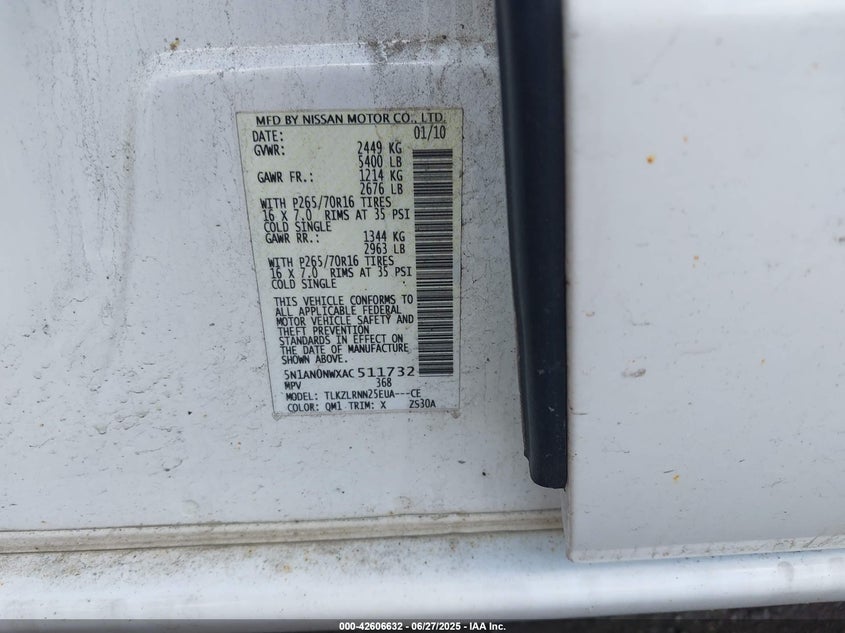 MFD BY NISSAN MOTOR CO., LTD.
DATE: 01/10
GVWR: 2449 KG
5400 LB
GAWR FR.: 1214 KG
2676 LB
WITH P265/70R16 TIRES
16 X 7.0 RIMS AT 35 PSI
COLD SINGLE
GAWR RR.: 1344 KG
2963 LB
WITH P265/70R16 TIRES
16 X 7.0 RIMS AT 35 PSI
COLD SINGLE
THIS VEHICLE CONFORMS TO
ALL APPLICABLE FEDERAL
MOTOR VEHICLE SAFETY AND
THEFT PREVENTION
STANDARDS IN EFFECT ON
THE DATE OF MANUFACTURE
SHOWN ABOVE.
5N1AN0NWXAC511732
MPV 368
MODEL: TLKZLRNN25EUA---CE
COLOR: QM1 TRIM: X ZS30A
000-42606632 / 06/27/2025 - IAA Inc.